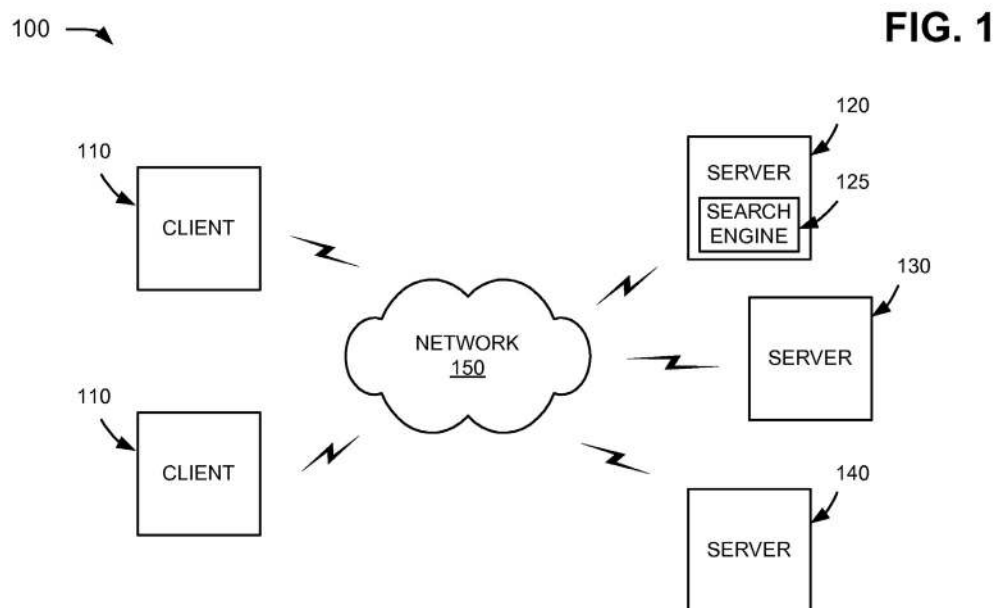 100
FIG. 1
120
110
SERVER
125
CLIENT
SEARCH
ENGINE
130
NETWORK
150
SERVER
110
CLIENT
140
SERVER